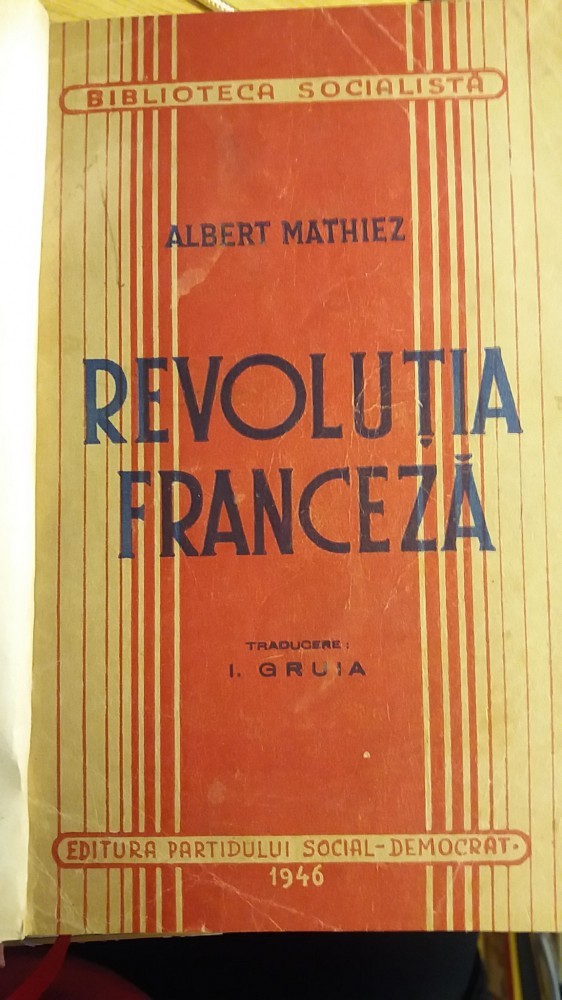 BIBLIOTECA SOCIALISTĂ
ALBERT MATHIEZ
REVOLUȚIA
FRANCEZĂ
TRADUCERE:
I. GRUIA
EDITURA PARTIDULUI SOCIAL-DEMOCRAT.
1946